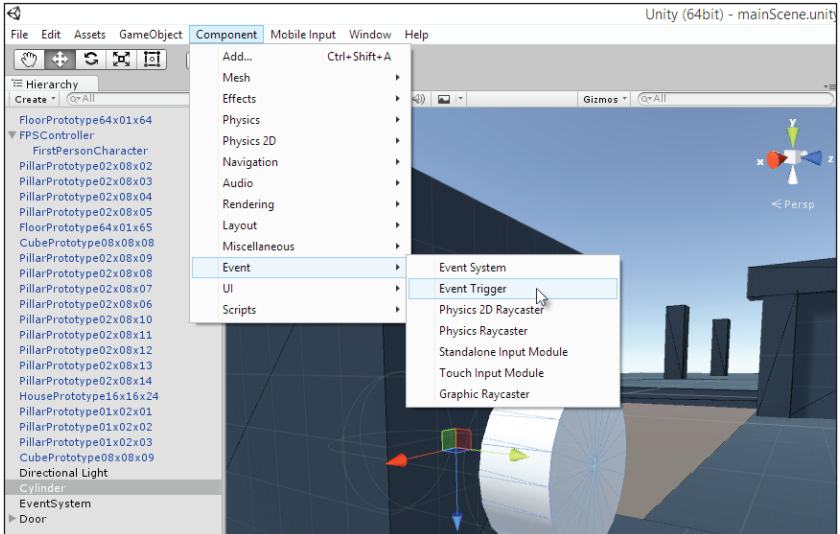 Unity (64bit) - mainScene.unity
File Edit Assets GameObject Component Mobile Input Window Help
Hierarchy
Create All
Gizmos All
FloorPrototype64x01x64
FPSController
FirstPersonCharacter
PillarPrototype02x08x02
PillarPrototype02x08x03
PillarPrototype02x08x04
PillarPrototype02x08x05
FloorPrototype64x01x65
CubePrototype08x08x08
PillarPrototype02x08x09
PillarPrototype02x08x08
PillarPrototype02x08x07
PillarPrototype02x08x06
PillarPrototype02x08x10
PillarPrototype02x08x11
PillarPrototype02x08x12
PillarPrototype02x08x13
PillarPrototype02x08x14
HousePrototype16x16x24
PillarPrototype01x02x01
PillarPrototype01x02x02
PillarPrototype01x02x03
CubePrototype08x08x09
Directional Light
Cylinder
EventSystem
Door
Add... Ctrl+Shift+A
Mesh
Effects
Physics
Physics 2D
Navigation
Audio
Rendering
Layout
Miscellaneous
Event
UI
Scripts
Event System
Event Trigger
Physics 2D Raycaster
Physics Raycaster
Standalone Input Module
Touch Input Module
Graphic Raycaster
y
x z
Persp